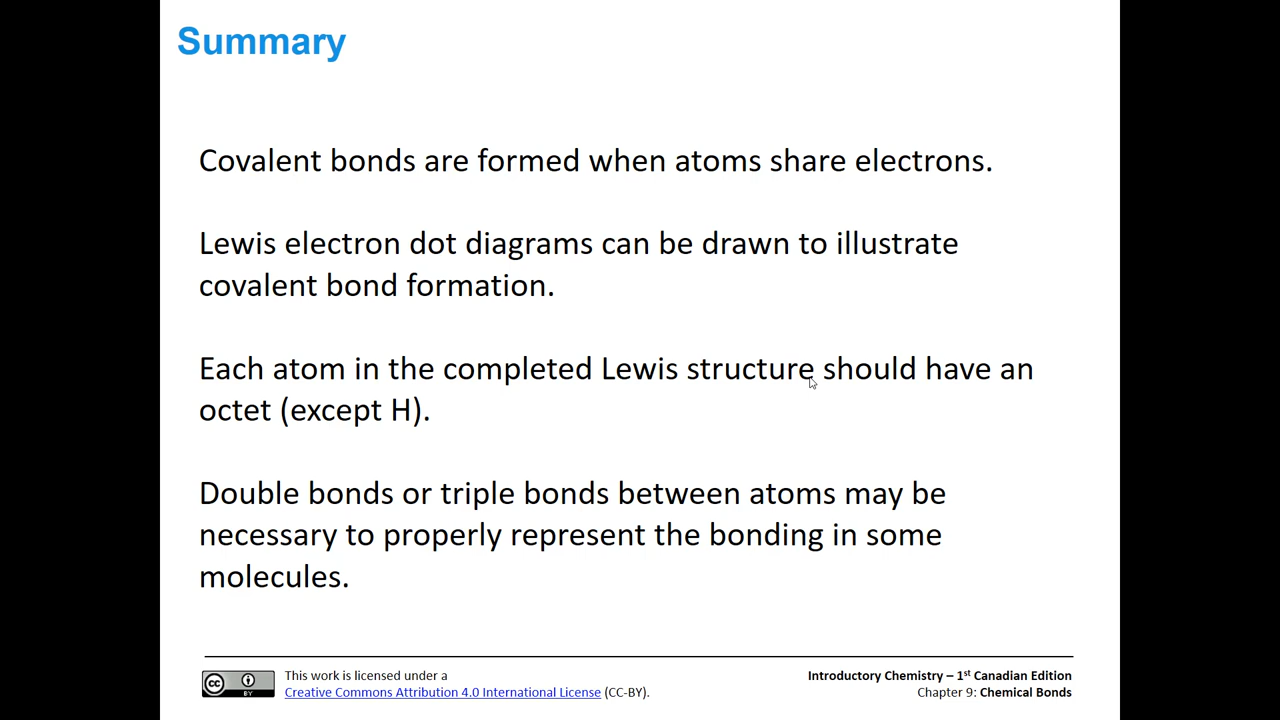 Summary
Covalent bonds are formed when atoms share electrons.
Lewis electron dot diagrams can be drawn to illustrate
covalent bond formation.
Each atom in the completed Lewis structure should have an
octet (except H).
Double bonds or triple bonds between atoms may be
necessary to properly represent the bonding in some
molecules.
cc BY
This work is licensed under a
Creative Commons Attribution 4.0 International License (CC-BY).
Introductory Chemistry – 1st Canadian Edition
Chapter 9: Chemical Bonds